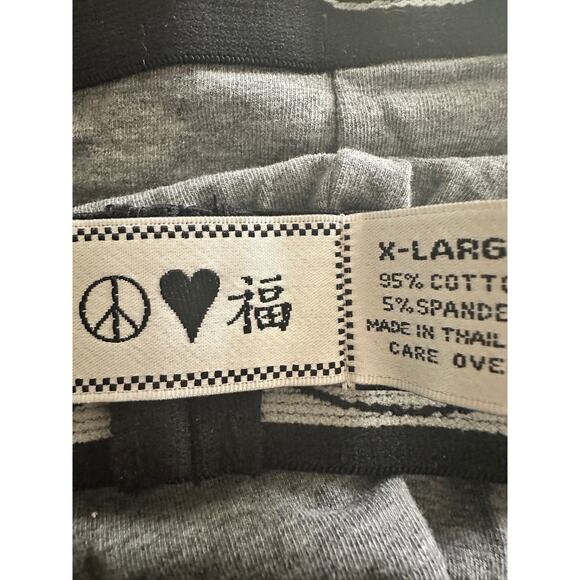 福
X-LARG
95% COTTO
5% SPANDE
MADE IN THAIL
CARE OVE